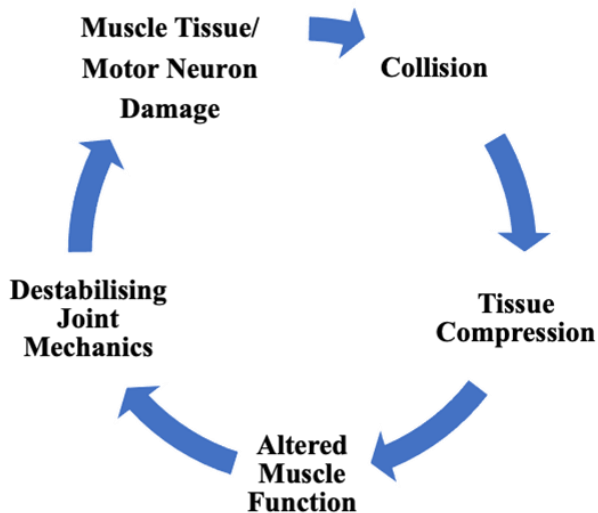 Muscle Tissue/
Motor Neuron
Damage
Collision
Tissue
Compression
Altered
Muscle
Function
Destabilising
Joint
Mechanics